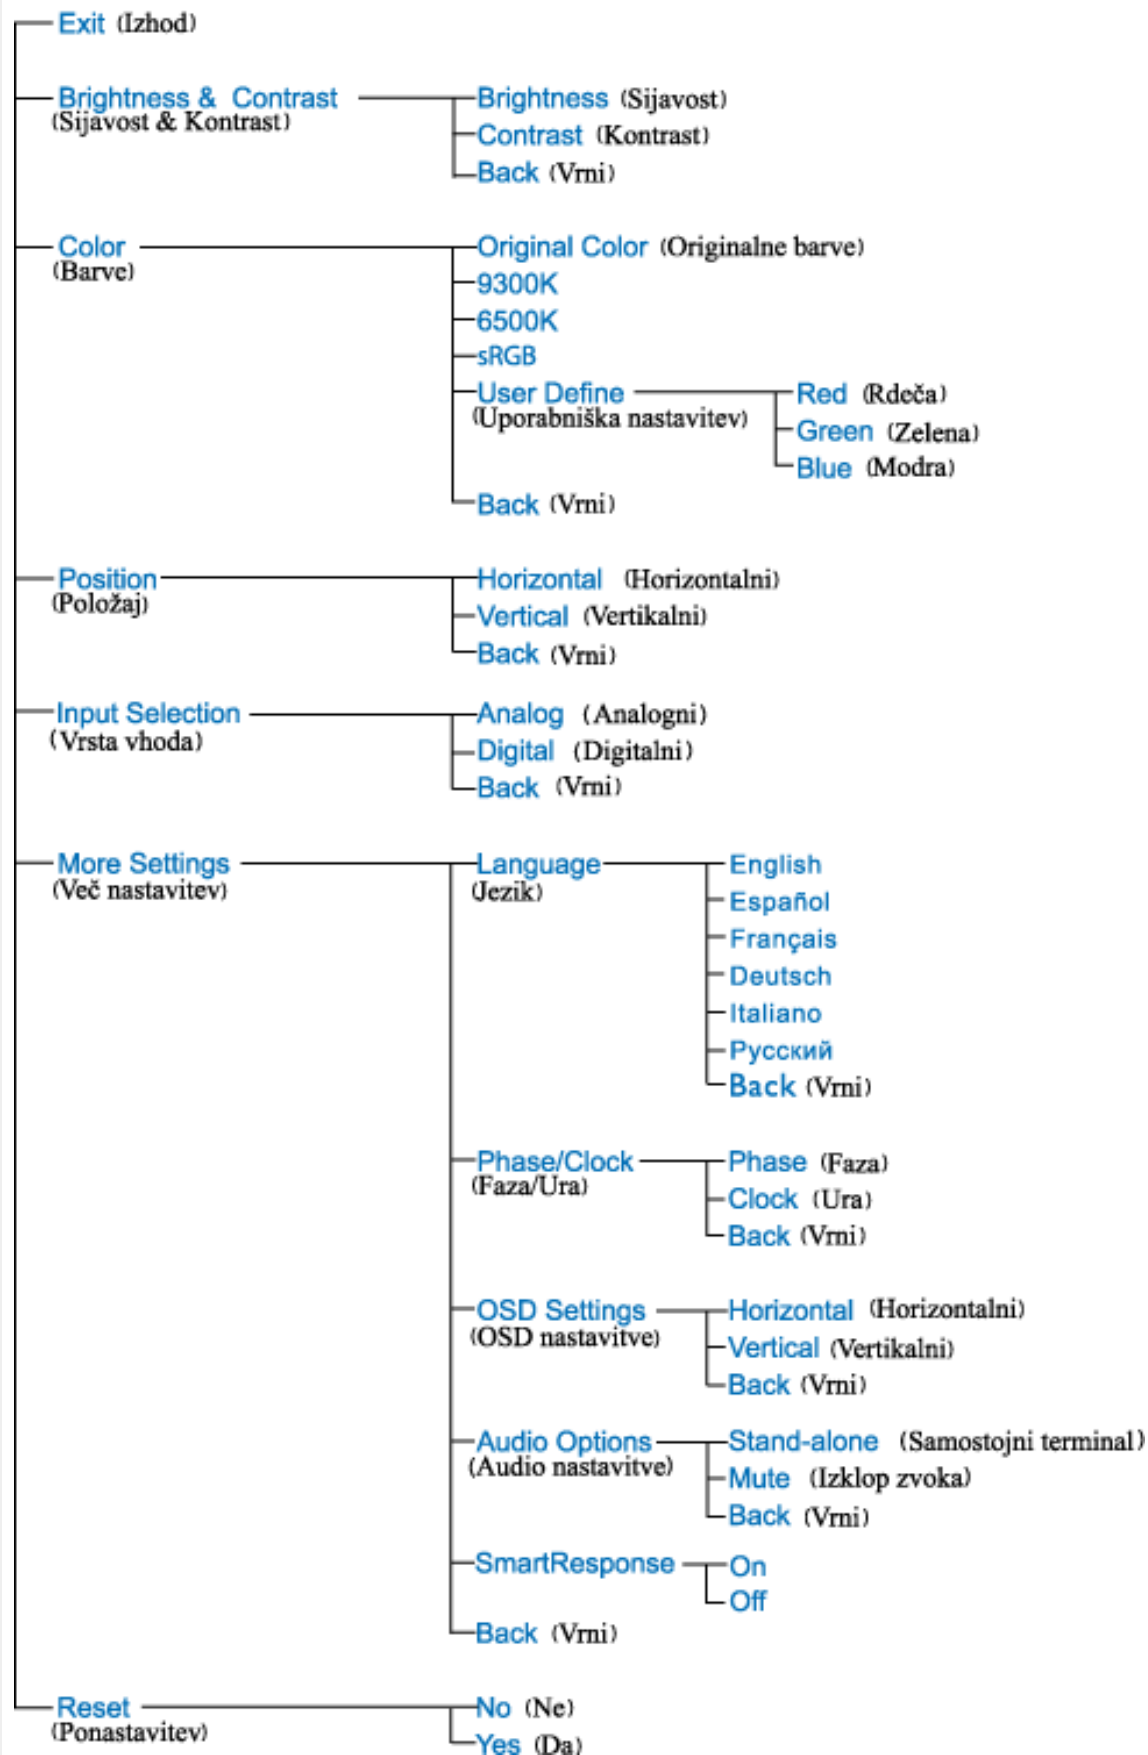 Exit (Izhod)
Brightness & Contrast
(Sijavost & Kontrast)
Brightness (Sijavost)
Contrast (Kontrast)
Back (Vrni)
Color
(Barve)
Original Color (Originalne barve)
9300K
6500K
sRGB
User Define
(Uporabniška nastavitev)
Red (Rdeča)
Green (Zelena)
Blue (Modra)
Back (Vrni)
Position
(Položaj)
Horizontal (Horizontalni)
Vertical (Vertikalni)
Back (Vrni)
Input Selection
(Vrsta vhoda)
Analog (Analogni)
Digital (Digitalni)
Back (Vrni)
More Settings
(Več nastavitev)
Language
(Jezik)
English
Español
Français
Deutsch
Italiano
Русский
Back (Vrni)
Phase/Clock
(Faza/Ura)
Phase (Faza)
Clock (Ura)
Back (Vrni)
OSD Settings
(OSD nastavitve)
Horizontal (Horizontalni)
Vertical (Vertikalni)
Back (Vrni)
Audio Options
(Audio nastavitve)
Stand-alone (Samostojni terminal)
Mute (Izklop zvoka)
Back (Vrni)
SmartResponse
On
Off
Back (Vrni)
Reset
(Ponastavitev)
No (Ne)
Yes (Da)